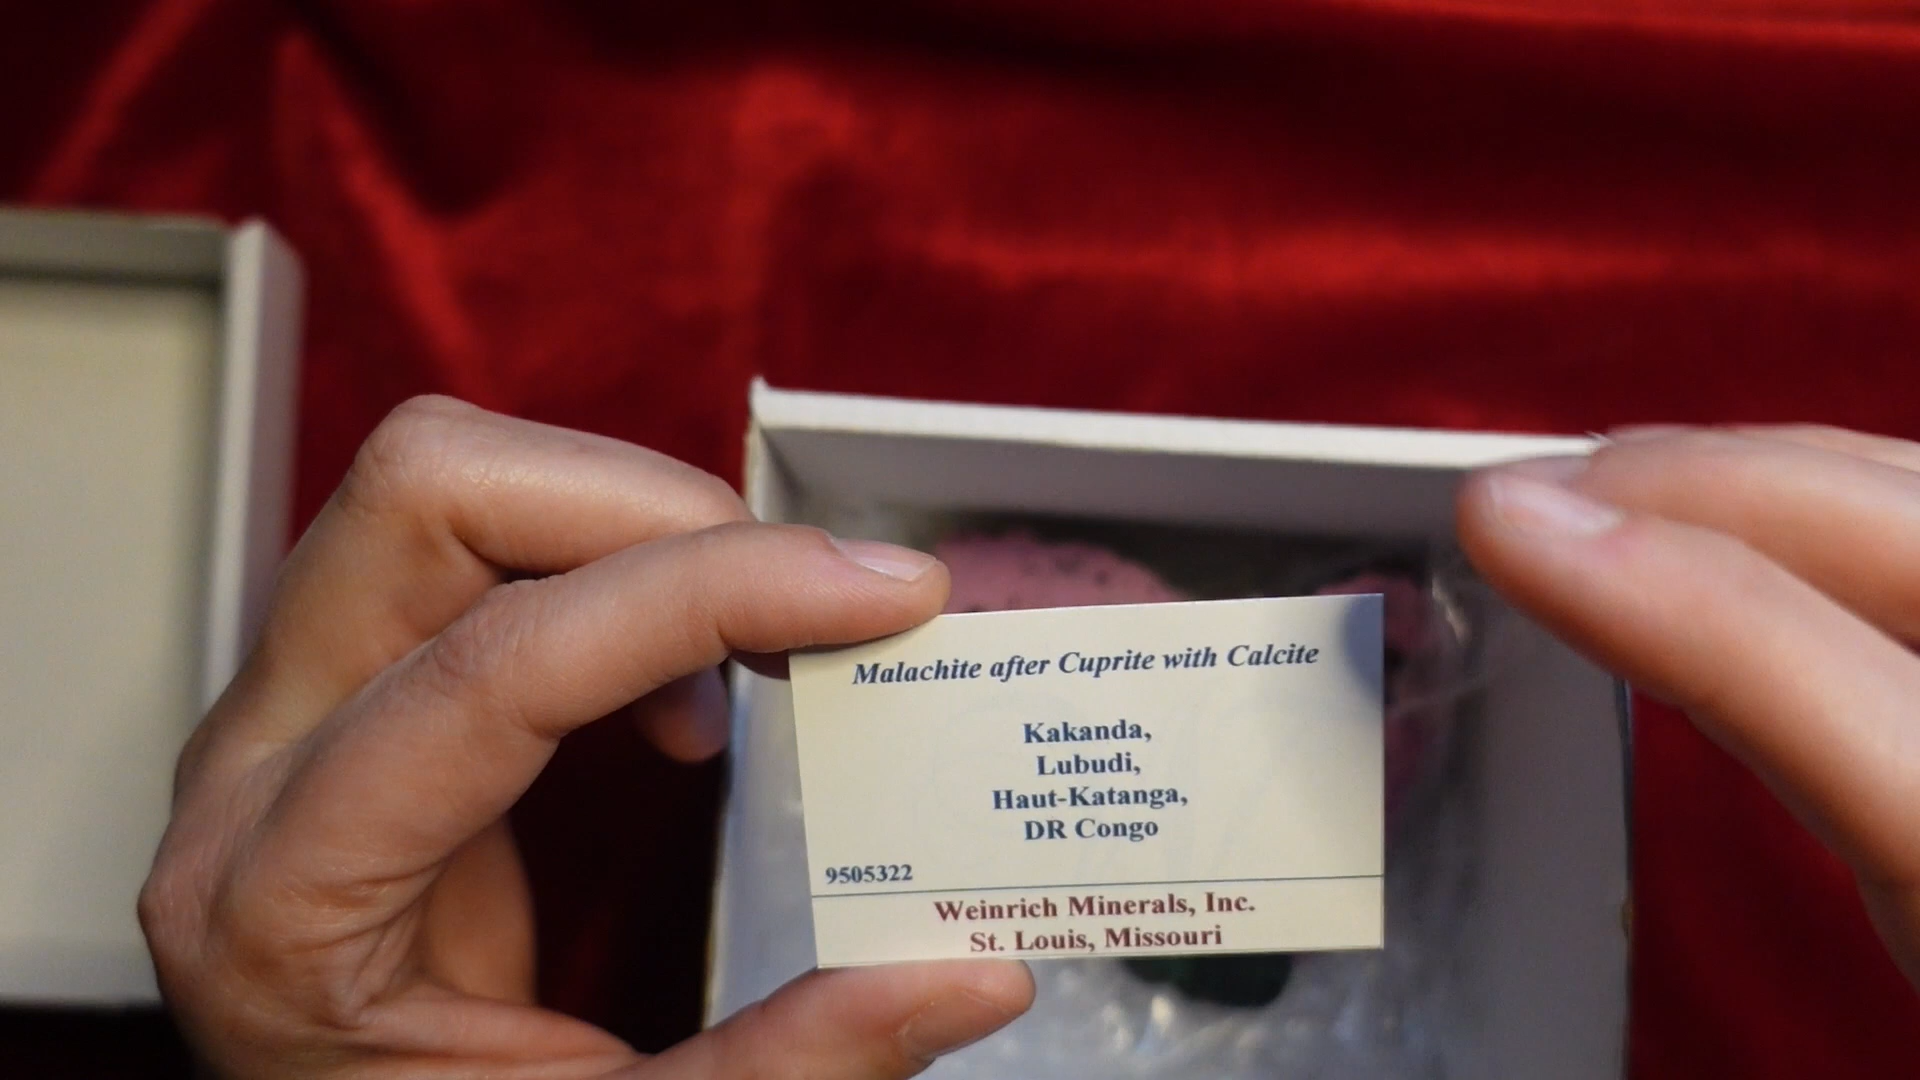 Malachite after Cuprite with Calcite
Kakanda,
Lubudi,
Haut-Katanga,
DR Congo
9505322
Weinrich Minerals, Inc.
St. Louis, Missouri